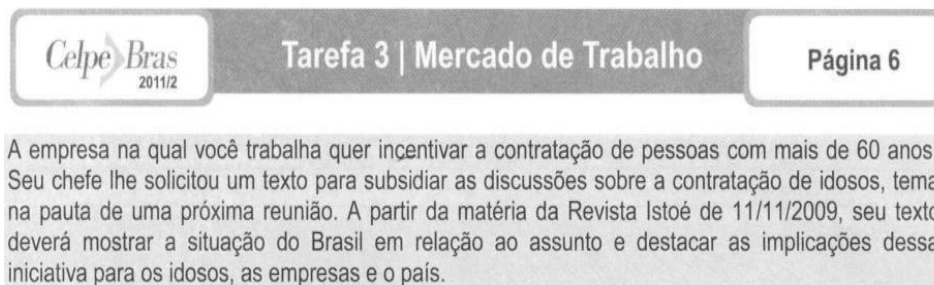 Celpe Bras
2011/2
Tarefa 3 | Mercado de Trabalho
Página 6
A empresa na qual você trabalha quer incentivar a contratação de pessoas com mais de 60 anos
Seu chefe lhe solicitou um texto para subsidiar as discussões sobre a contratação de idosos, tema
na pauta de uma próxima reunião. A partir da matéria da Revista Istoé de 11/11/2009, seu texto
deverá mostrar a situação do Brasil em relação ao assunto e destacar as implicações dessa
iniciativa para os idosos, as empresas e o país.